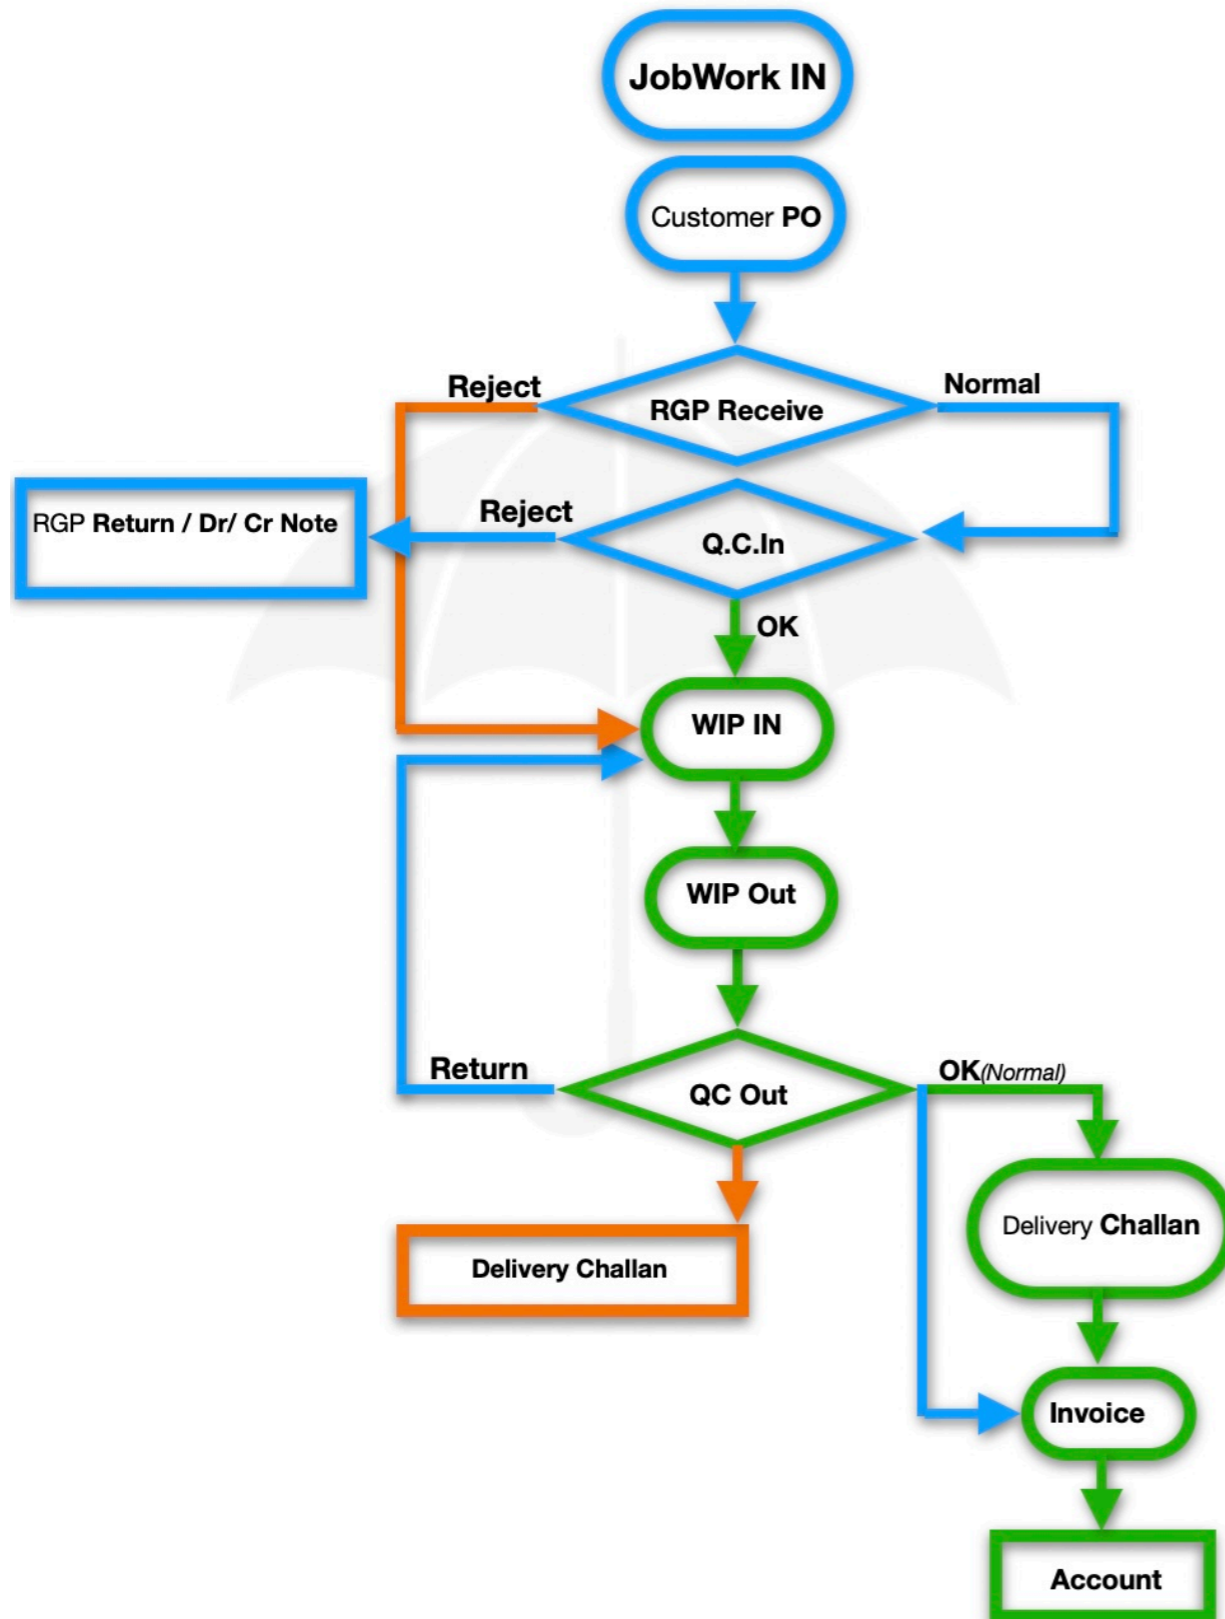 JobWork IN
Customer PO
Reject
Normal
RGP Receive
RGP Return / Dr/ Cr Note
Reject
Q.C.In
OK
WIP IN
WIP Out
Return
QC Out
OK(Normal)
Delivery Challan
Delivery Challan
Invoice
Account